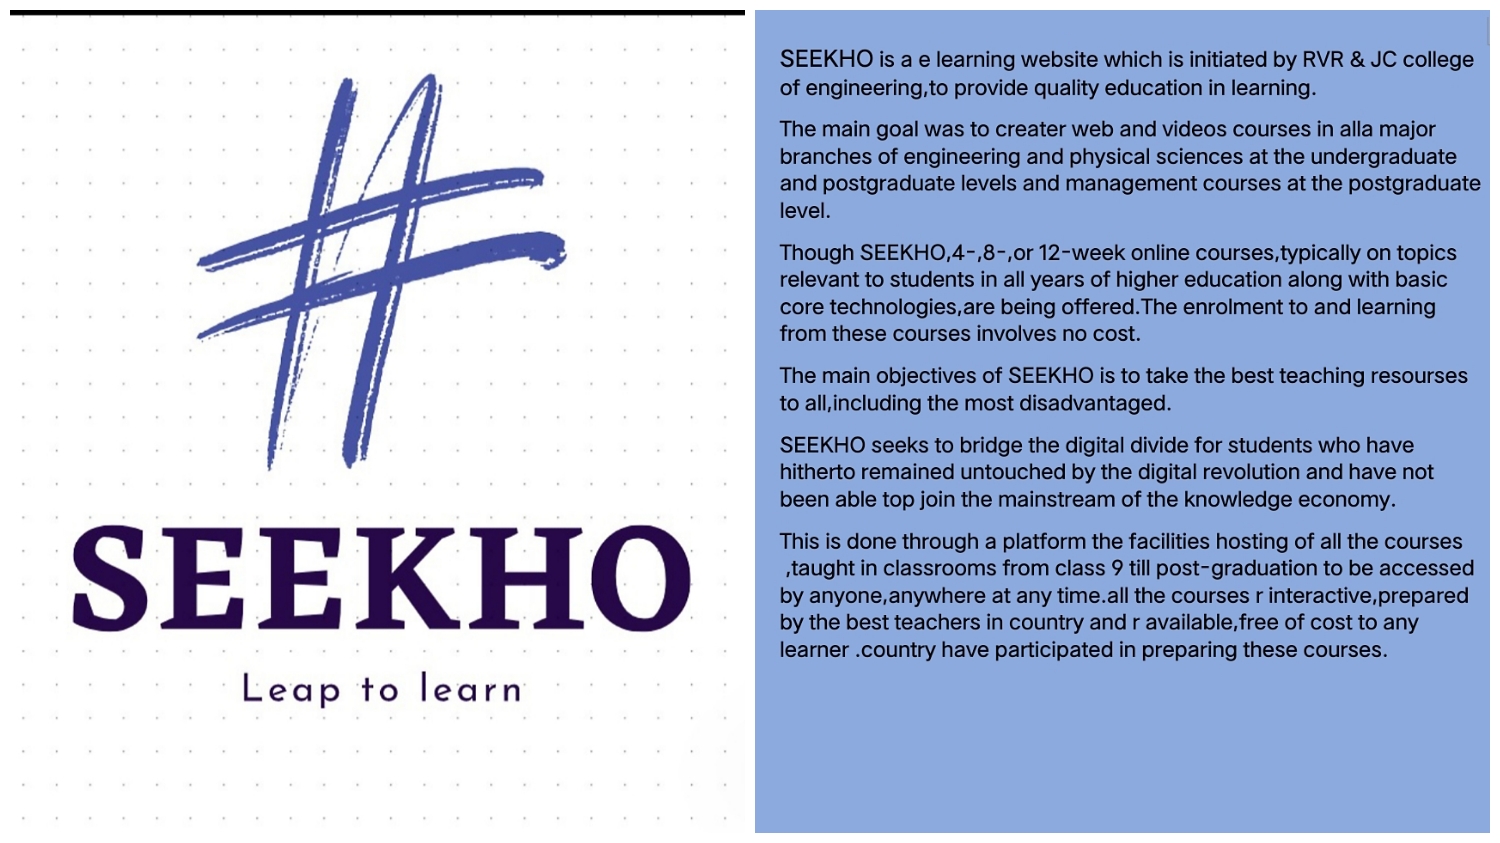 SEEKHO
Leap to learn
SEEKHO is a e learning website which is initiated by RVR & JC college
of engineering,to provide quality education in learning.
The main goal was to creater web and videos courses in alla major
branches of engineering and physical sciences at the undergraduate
and postgraduate levels and management courses at the postgraduate
level.
Though SEEKHO,4-,8-,or 12-week online courses,typically on topics
relevant to students in all years of higher education along with basic
core technologies,are being offered.The enrolment to and learning
from these courses involves no cost.
The main objectives of SEEKHO is to take the best teaching resourses
to all,including the most disadvantaged.
SEEKHO seeks to bridge the digital divide for students who have
hitherto remained untouched by the digital revolution and have not
been able top join the mainstream of the knowledge economy.
This is done through a platform the facilities hosting of all the courses
,taught in classrooms from class 9 till post-graduation to be accessed
by anyone,anywhere at any time.all the courses r interactive,prepared
by the best teachers in country and r available,free of cost to any
learner .country have participated in preparing these courses.